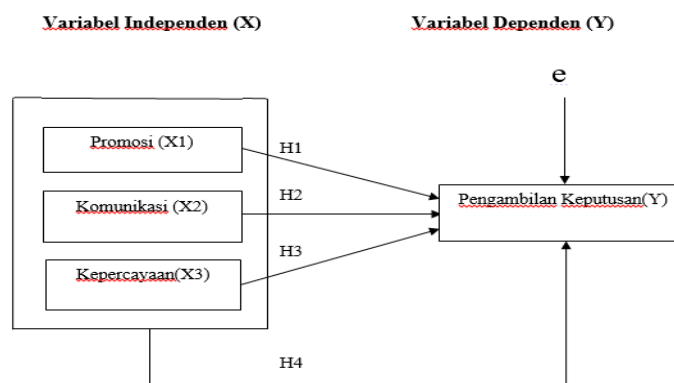 Variabel Independen (X)
Variabel Dependen (Y)
e
Promosi (X1)
H1
Komunikasi (X2)
H2
Pengambilan Keputusan(Y)
H3
Kepercayaan(X3)
H4